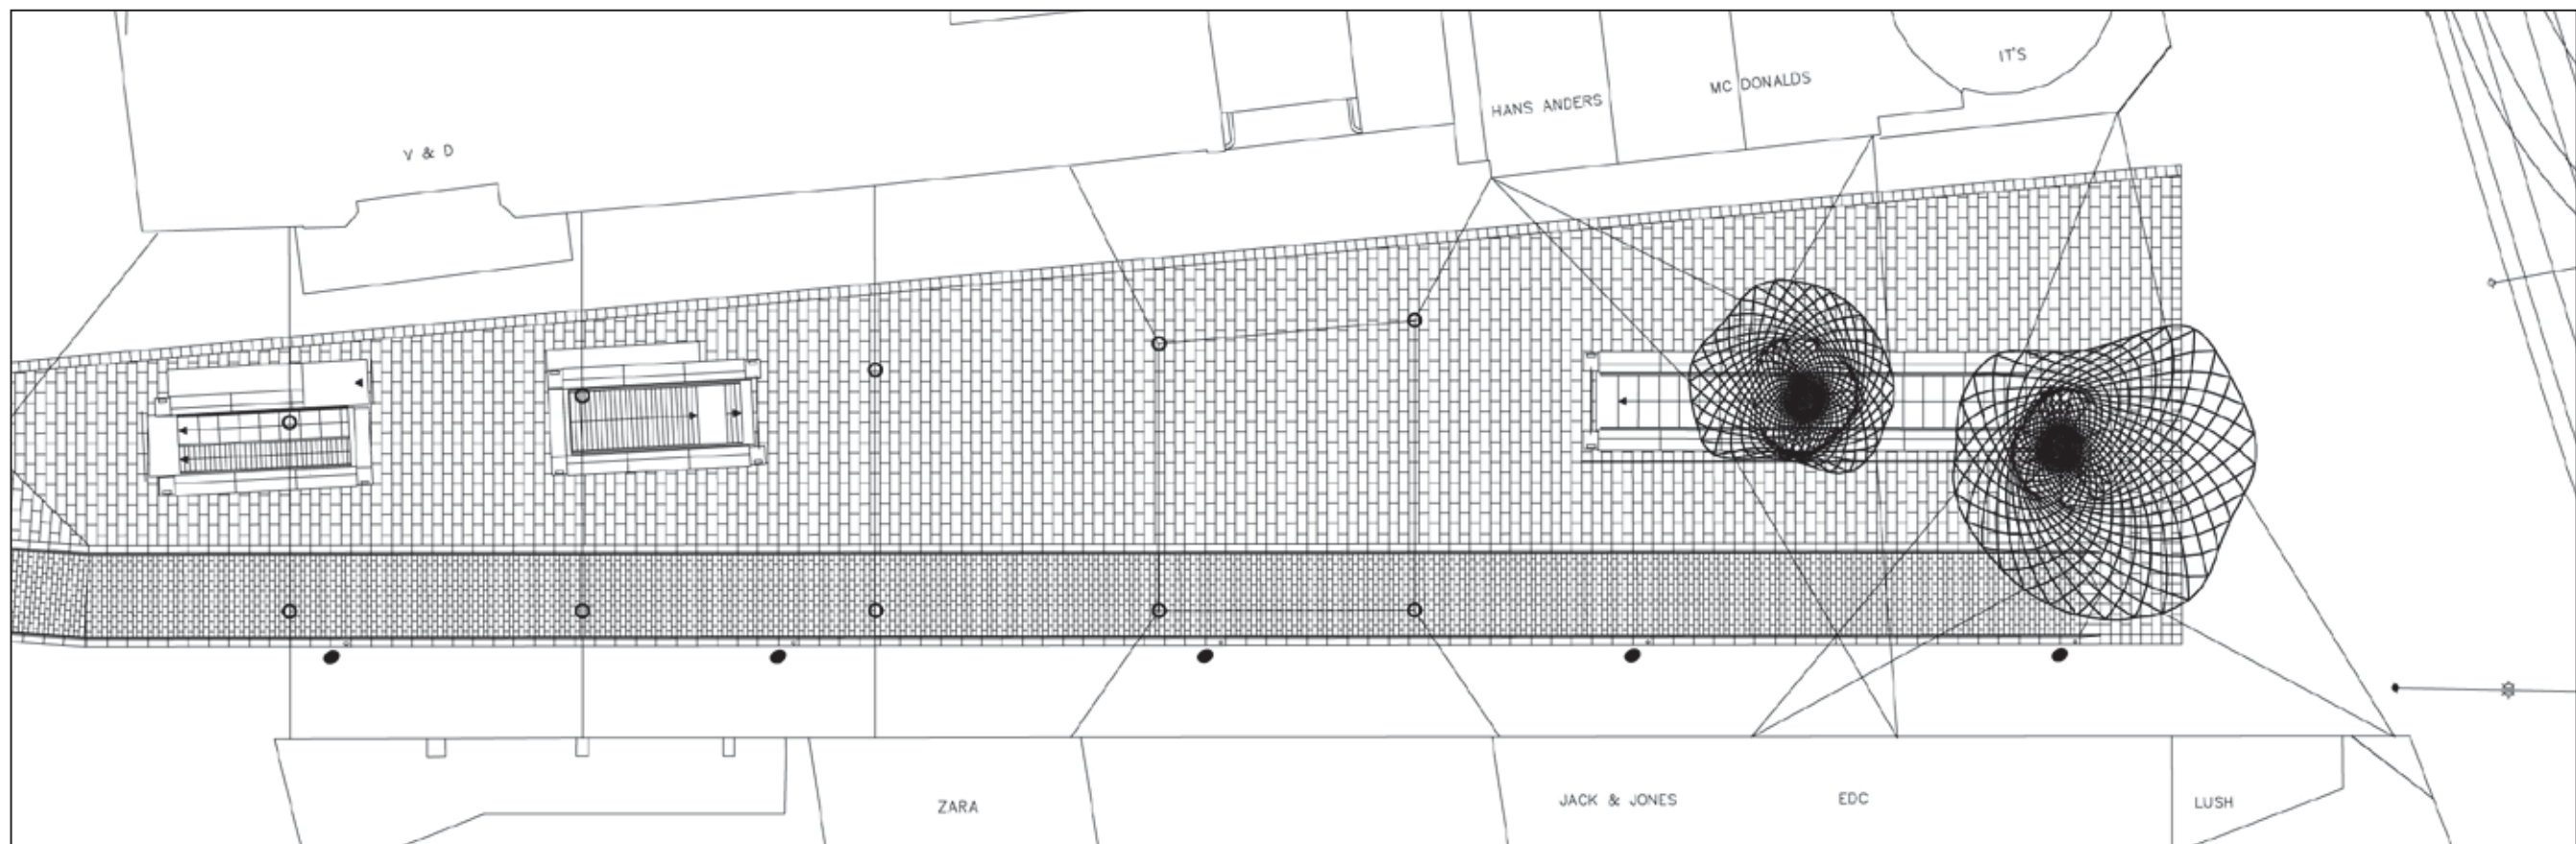 IT'S
MC DONALDS
HANS ANDERS
V & D
ZARA
JACK & JONES
EDC
LUSH